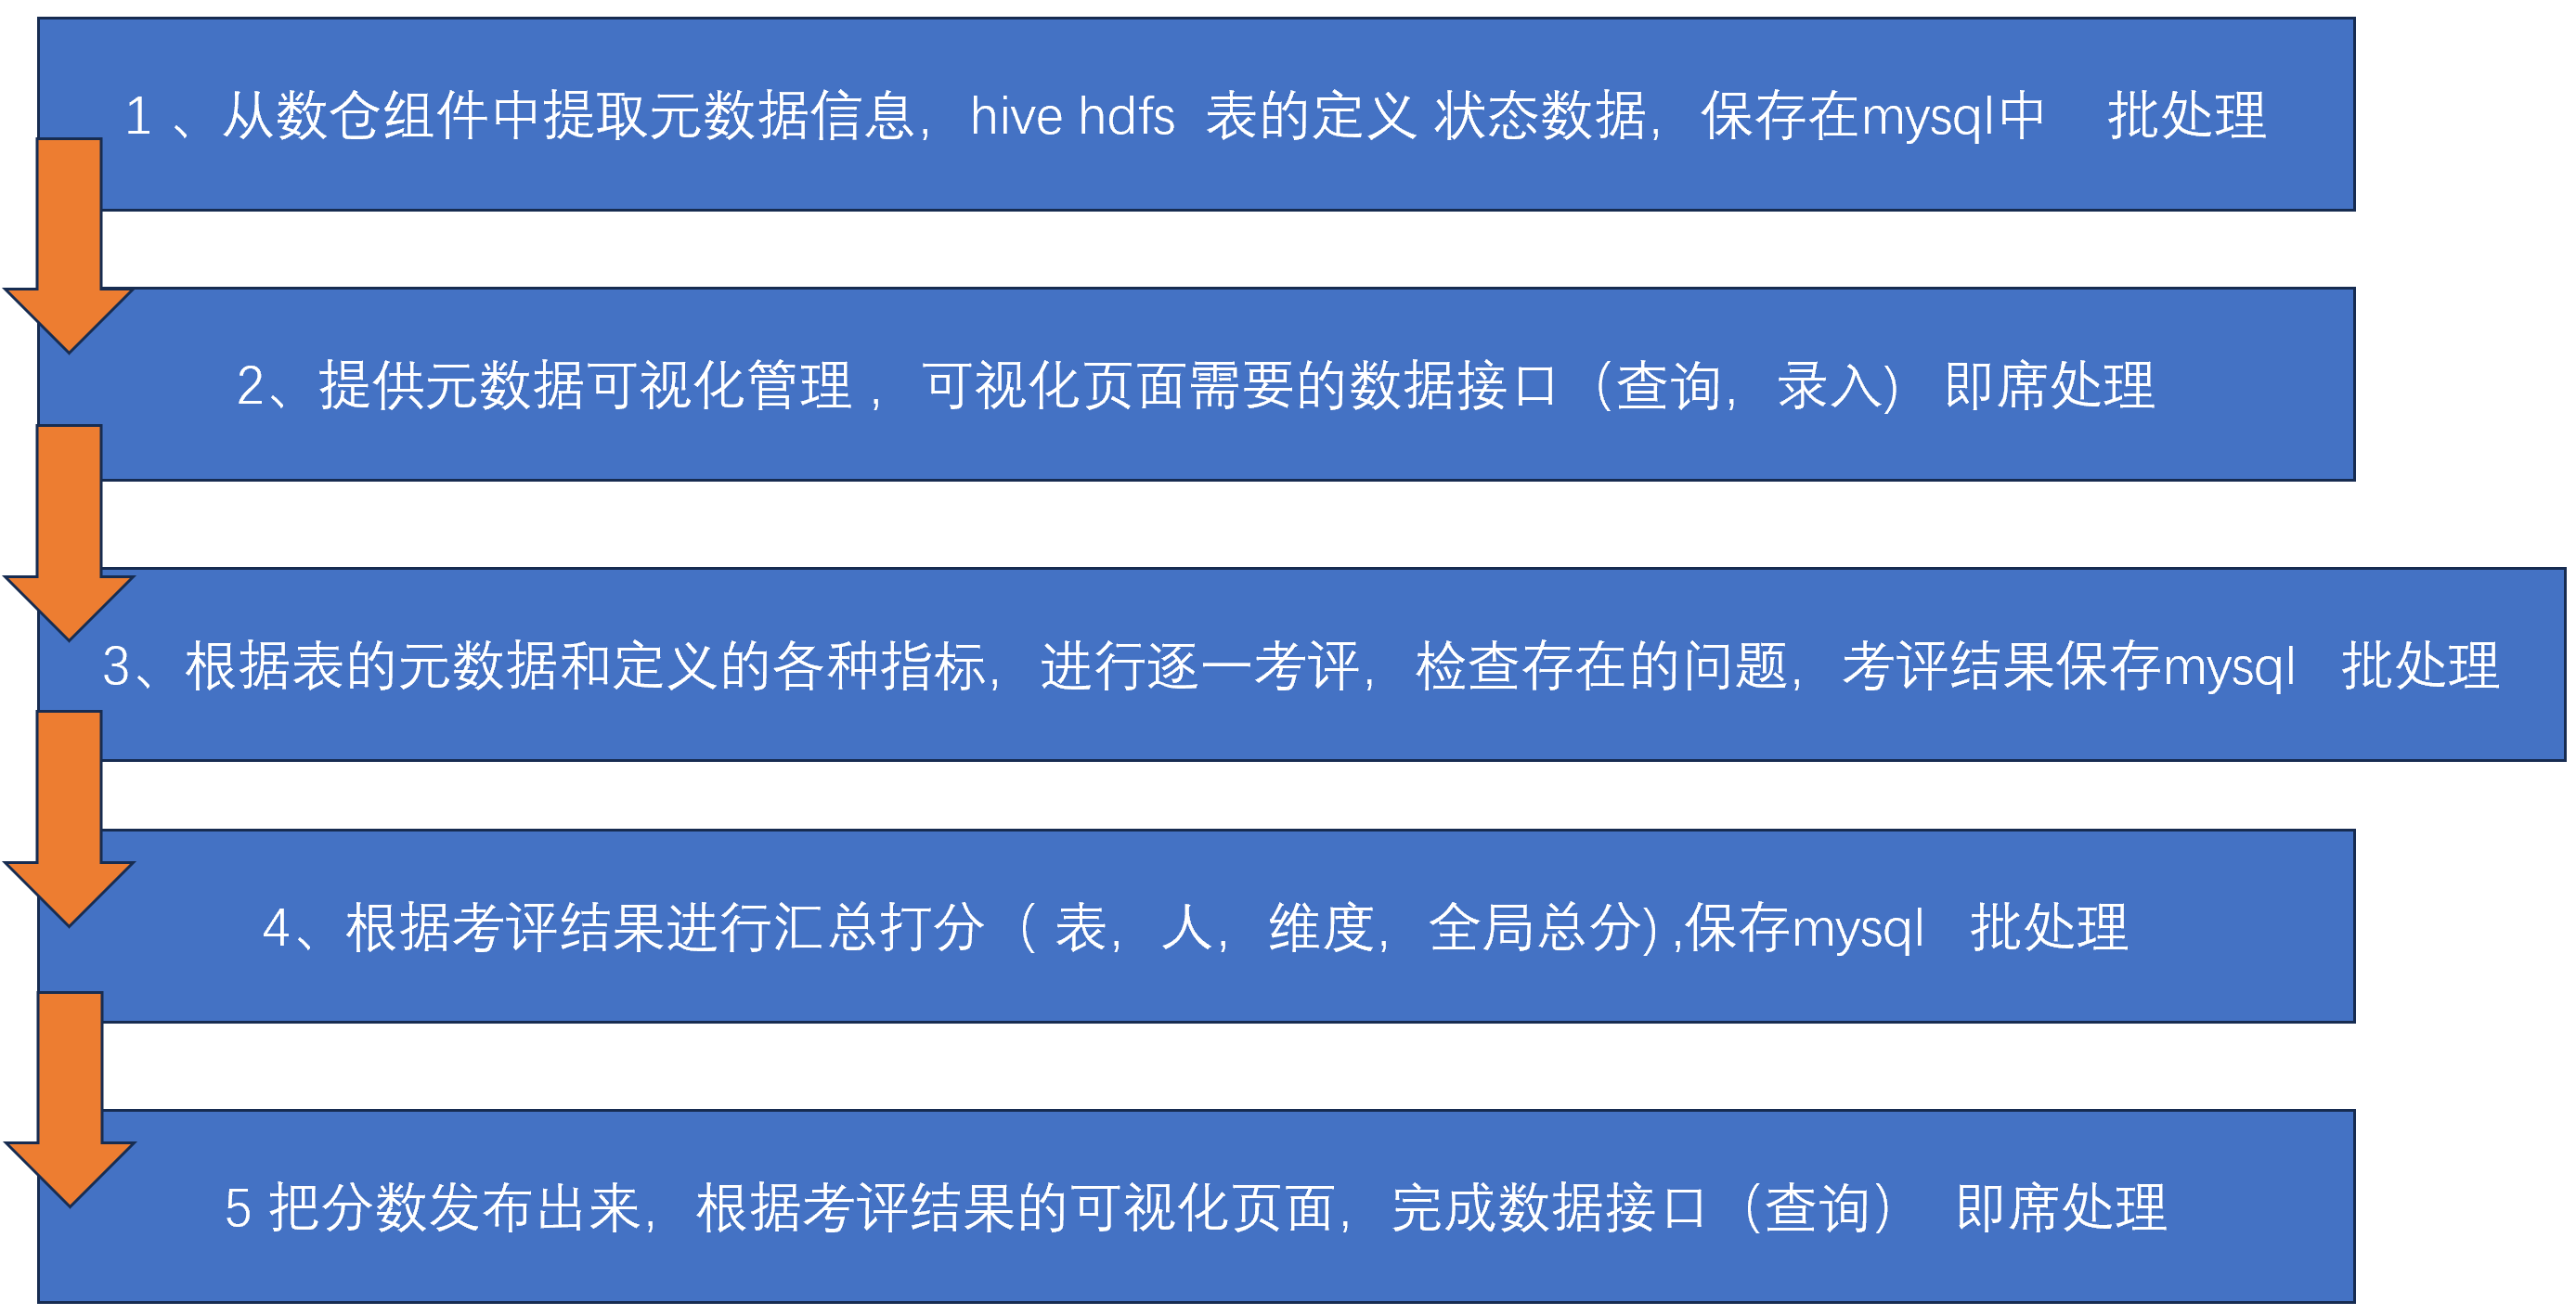 1 、从数仓组件中提取元数据信息，hive hdfs 表的定义 状态数据，保存在mysql中 批处理
2、提供元数据可视化管理 ，可视化页面需要的数据接口（查询，录入) 即席处理
3、根据表的元数据和定义的各种指标，进行逐一考评，检查存在的问题，考评结果保存mysql 批处理
4、根据考评结果进行汇总打分（ 表，人，维度，全局总分) ,保存mysql 批处理
5 把分数发布出来，根据考评结果的可视化页面，完成数据接口（查询） 即席处理